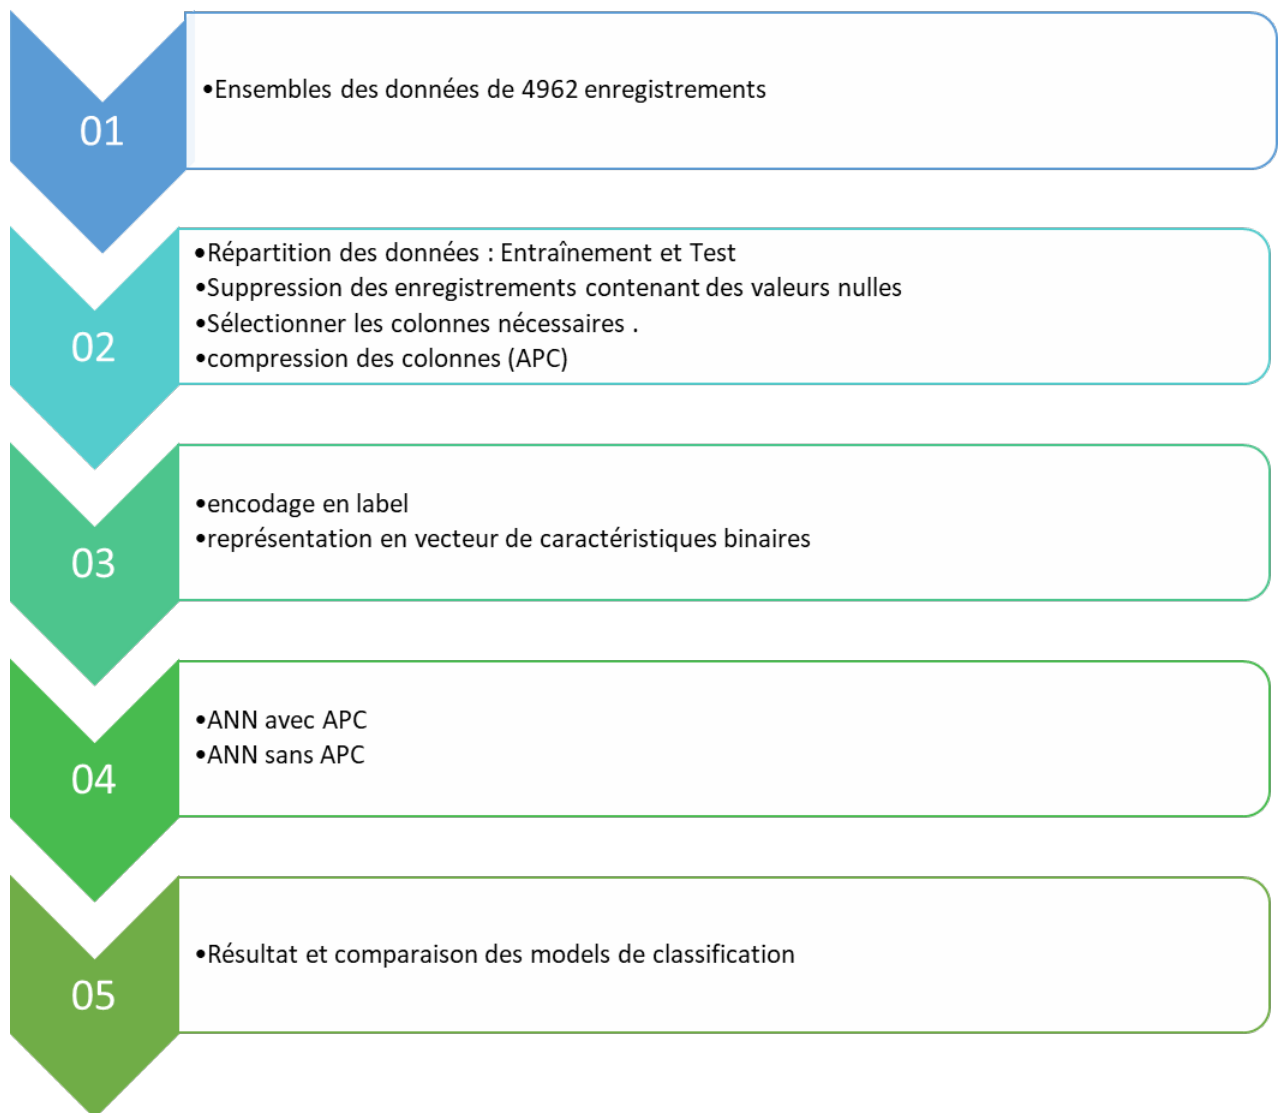 01
•Ensembles des données de 4962 enregistrements
02
•Répartition des données : Entraînement et Test
•Suppression des enregistrements contenant des valeurs nulles
•Sélectionner les colonnes nécessaires .
•compression des colonnes (APC)
03
•encodage en label
•représentation en vecteur de caractéristiques binaires
04
•ANN avec APC
•ANN sans APC
05
•Résultat et comparaison des models de classification